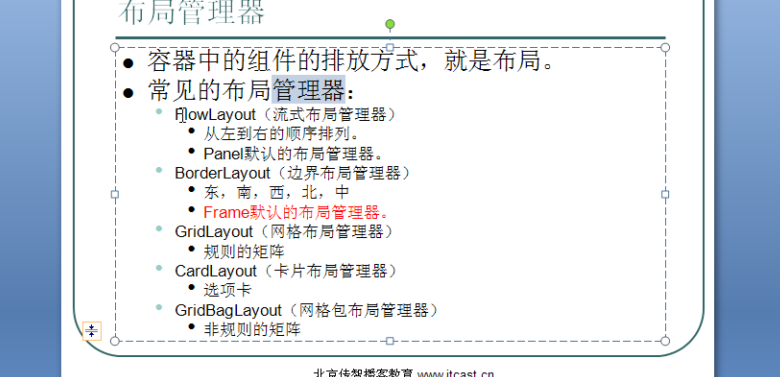 布局管理器
容器中的组件的排放方式，就是布局。
常见的布局管理器：
FlowLayout（流式布局管理器）
从左到右的顺序排列。
Panel默认的布局管理器。
BorderLayout（边界布局管理器）
东，南，西，北，中
Frame默认的布局管理器。
GridLayout（网格布局管理器）
规则的矩阵
CardLayout（卡片布局管理器）
选项卡
GridBagLayout（网格包布局管理器）
非规则的矩阵
北京传智播客教育 www.itcast.cn